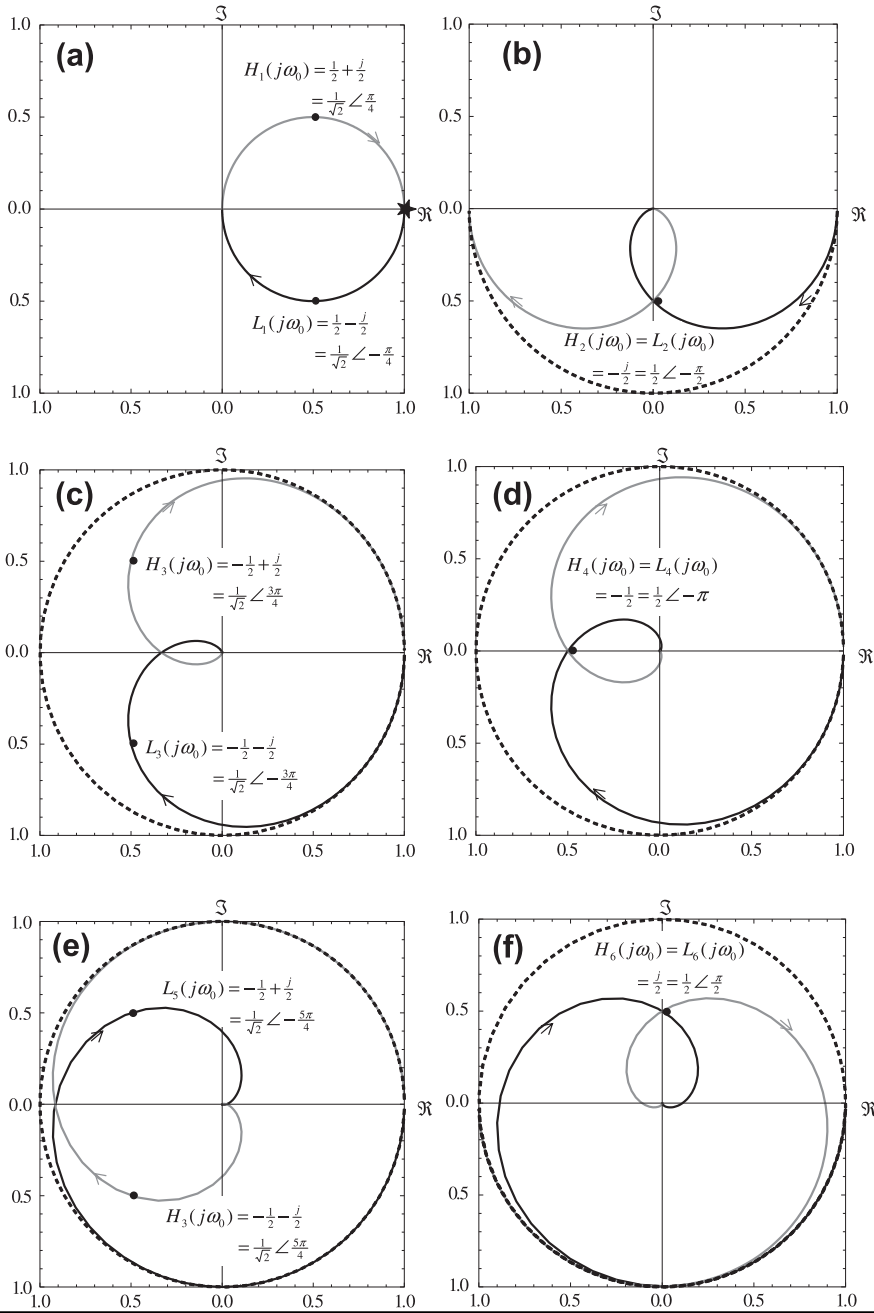 ℑ
1.0
(a)
H₁(jω₀) = 1/2 + j/2
= 1/√2 ∠ π/4
0.5
0.0
ℜ
0.5
L₁(jω₀) = 1/2 − j/2
= 1/√2 ∠ − π/4
1.0
1.0 0.5 0.0 0.5 1.0
ℑ
1.0
(b)
0.5
0.0
ℜ
0.5
H₂(jω₀) = L₂(jω₀)
= − j/2 = 1/2 ∠ − π/2
1.0
1.0 0.5 0.0 0.5 1.0
ℑ
1.0
(c)
0.5
H₃(jω₀) = − 1/2 + j/2
= 1/√2 ∠ 3π/4
0.0
ℜ
L₃(jω₀) = − 1/2 − j/2
0.5
= 1/√2 ∠ − 3π/4
1.0
1.0 0.5 0.0 0.5 1.0
ℑ
1.0
(d)
0.5
H₄(jω₀) = L₄(jω₀)
= − 1/2 = 1/2 ∠ − π
0.0
ℜ
0.5
1.0
1.0 0.5 0.0 0.5 1.0
ℑ
1.0
(e)
L₅(jω₀) = − 1/2 + j/2
0.5
= 1/√2 ∠ − 5π/4
0.0
ℜ
0.5
H₃(jω₀) = − 1/2 − j/2
= 1/√2 ∠ 5π/4
1.0
1.0 0.5 0.0 0.5 1.0
ℑ
1.0
(f)
H₆(jω₀) = L₆(jω₀)
= j/2 = 1/2 ∠ π/2
0.5
0.0
ℜ
0.5
1.0
1.0 0.5 0.0 0.5 1.0